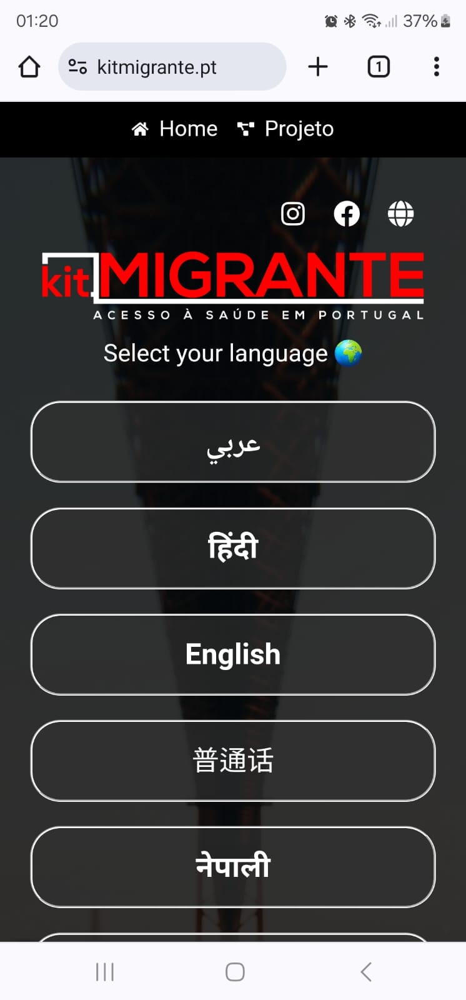 01:20
37%
kitmigrante.pt
1
Home Projeto
kit.MIGRANTE
ACESSO À SAÚDE EM PORTUGAL
Select your language 🌍
عربي
हिंदी
English
普通话
नेपाली